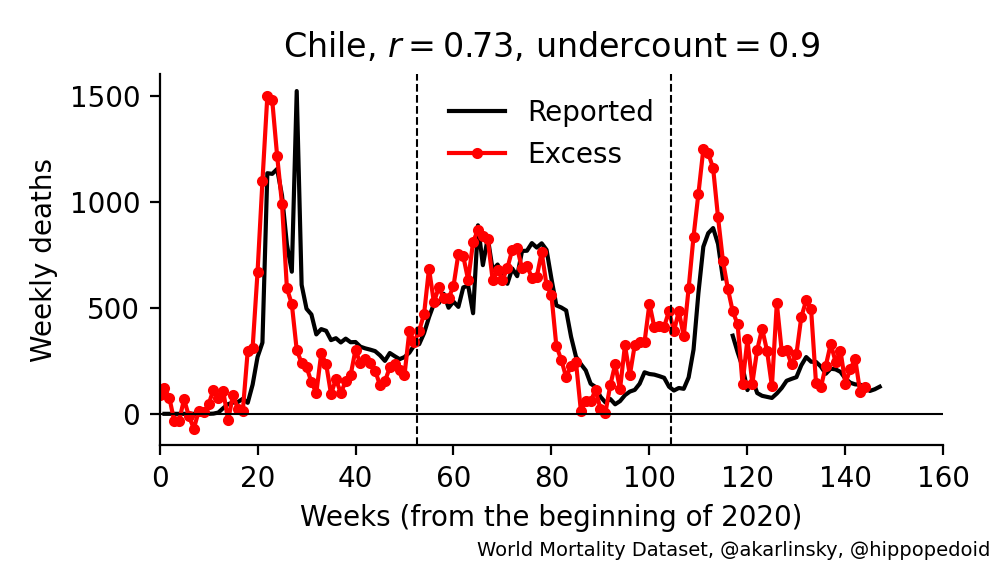 Chile, r = 0.73, undercount = 0.9
Reported
Excess
Weekly deaths
1500
1000
500
0
0 20 40 60 80 100 120 140 160
Weeks (from the beginning of 2020)
World Mortality Dataset, @akarlinsky, @hippopedoid